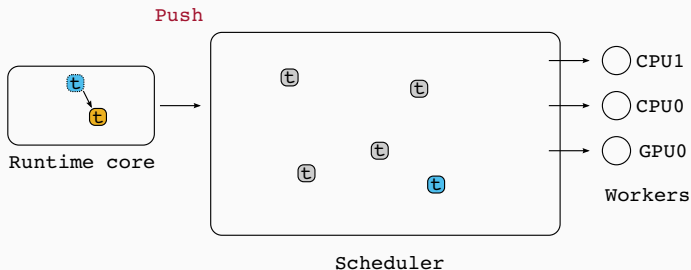 Push
t
t
Runtime core
t
t
t
t
t
Scheduler
CPU1
CPU0
GPU0
Workers